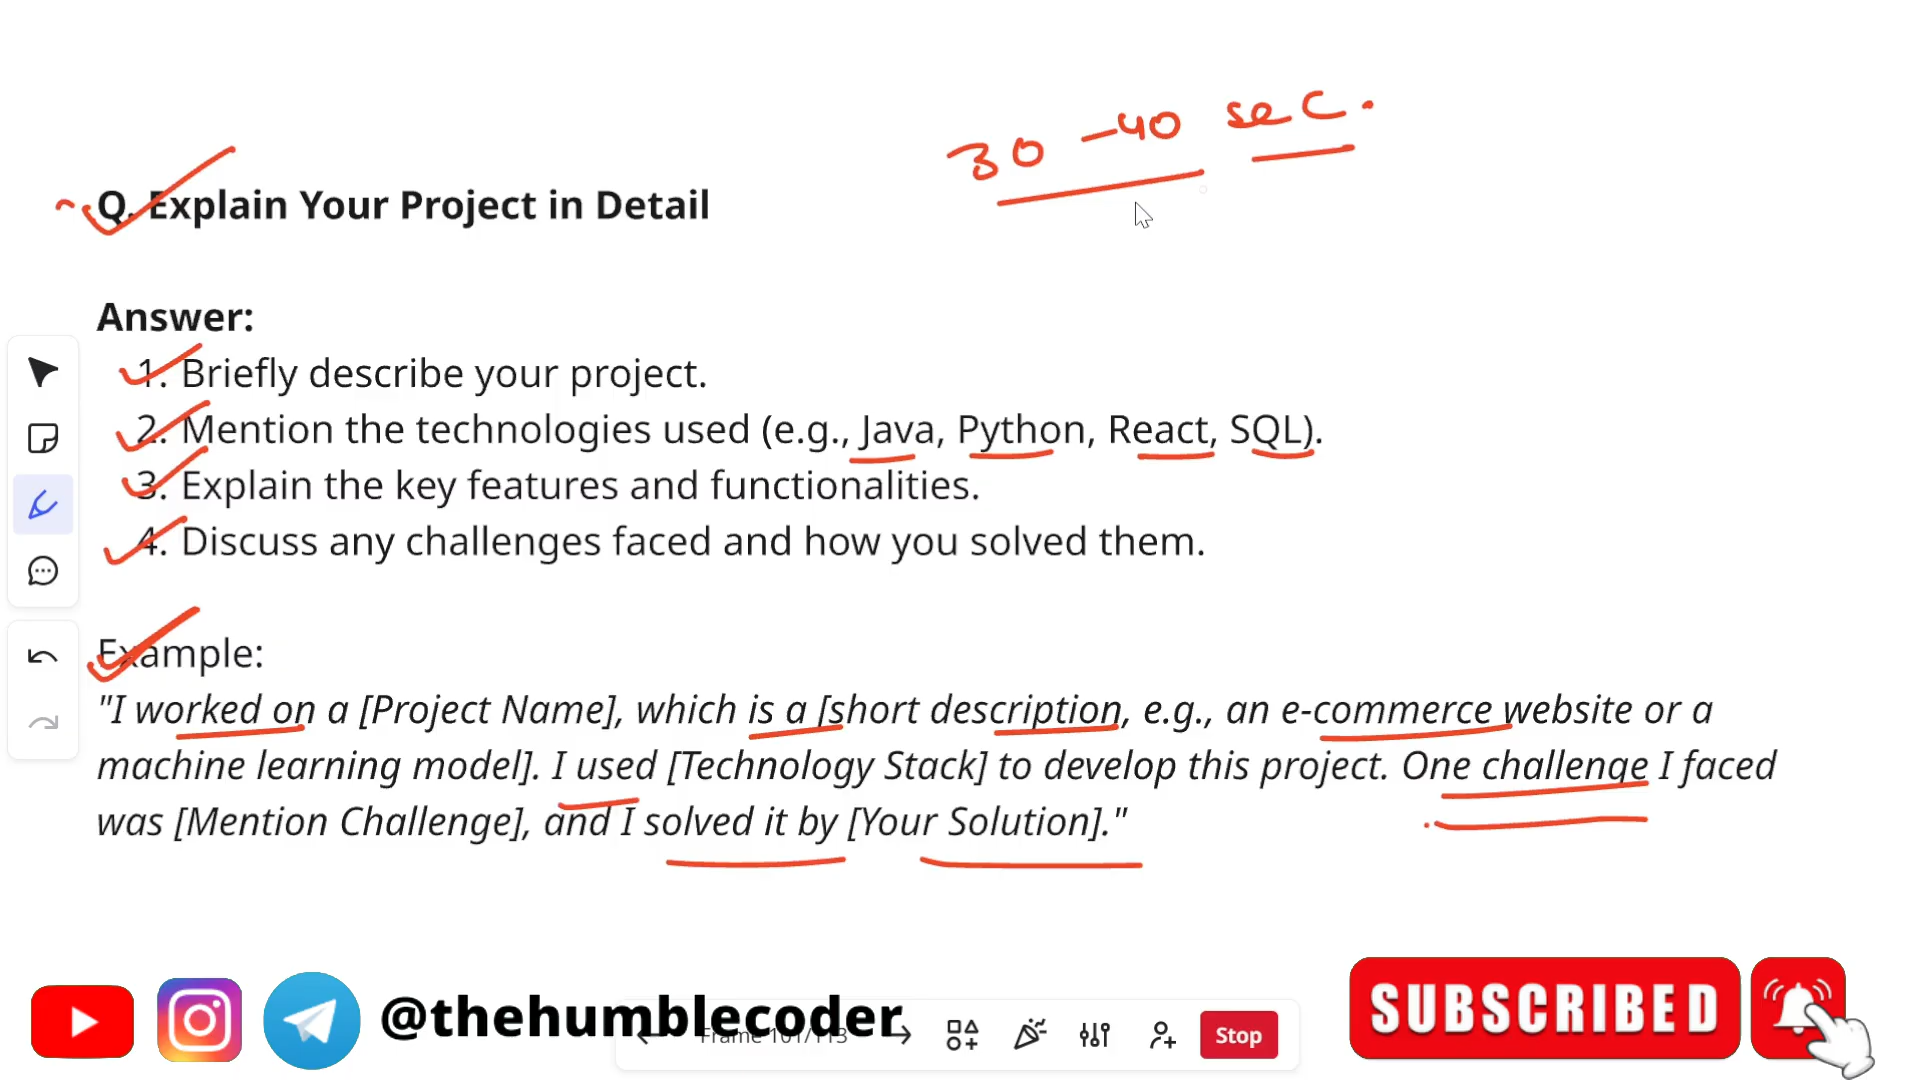 30 - 40 sec.
Q. Explain Your Project in Detail
Answer:
1. Briefly describe your project.
2. Mention the technologies used (e.g., Java, Python, React, SQL).
3. Explain the key features and functionalities.
4. Discuss any challenges faced and how you solved them.
Example:
"I worked on a [Project Name], which is a [short description, e.g., an e-commerce website or a
machine learning model]. I used [Technology Stack] to develop this project. One challenge I faced
was [Mention Challenge], and I solved it by [Your Solution]."
@thehumblecoder
Frame 101/113
Stop
SUBSCRIBED